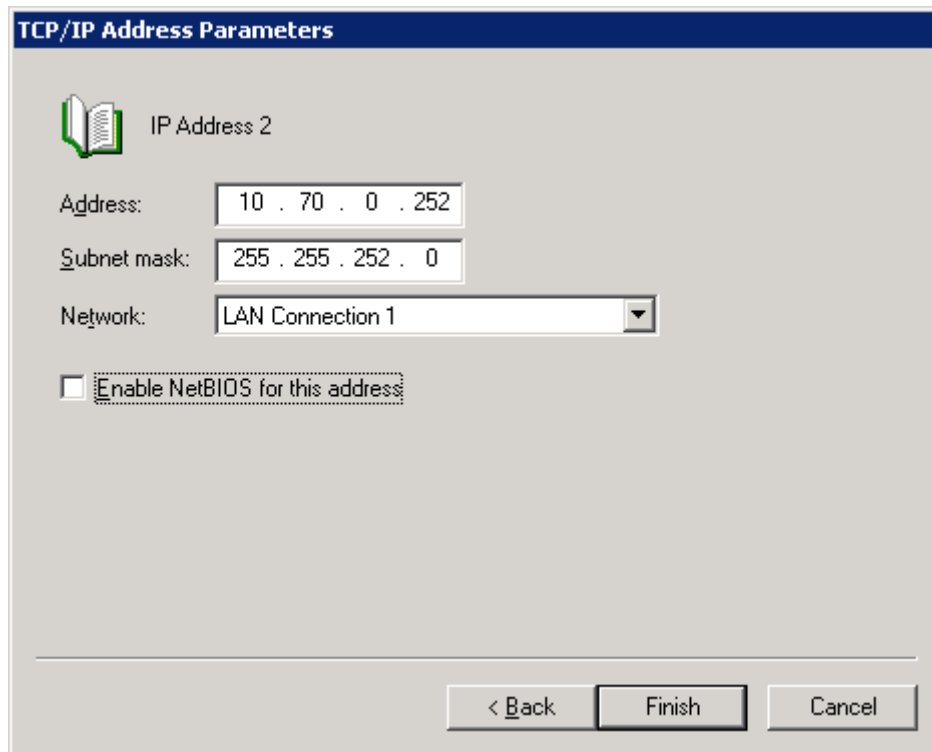 TCP/IP Address Parameters
IP Address 2
Address: 10 . 70 . 0 . 252
Subnet mask: 255 . 255 . 252 . 0
Network: LAN Connection 1
Enable NetBIOS for this address
< Back Finish Cancel